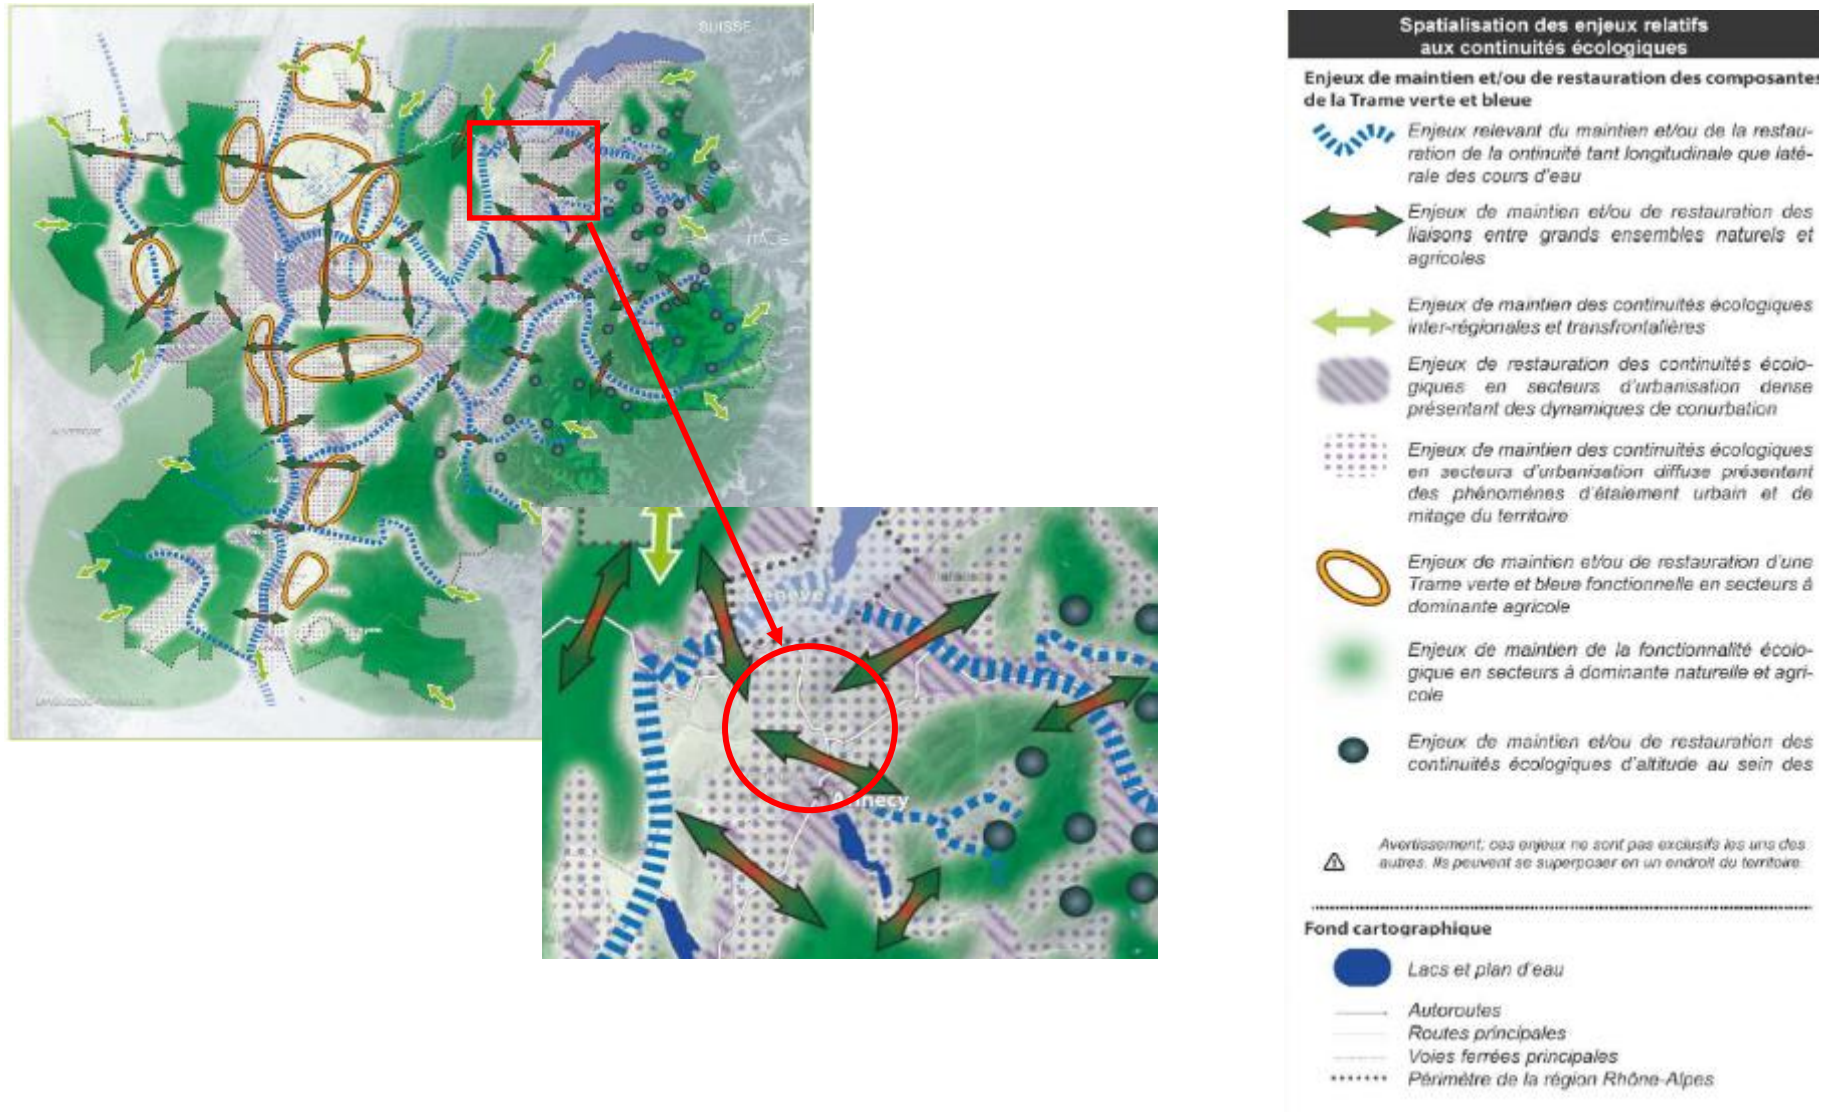 SUISSE
ITALIE
Lyon
AUVERGNE
Genève
Annecy
Spatialisation des enjeux relatifs
aux continuités écologiques
Enjeux de maintien et/ou de restauration des composantes
de la Trame verte et bleue
Enjeux relevant du maintien et/ou de la restau-
ration de la ontinuité tant longitudinale que laté-
rale des cours d'eau
Enjeux de maintien et/ou de restauration des
liaisons entre grands ensembles naturels et
agricoles
Enjeux de maintien des continuités écologiques
inter-régionales et transfrontalières
Enjeux de restauration des continuités écolo-
giques en secteurs d'urbanisation dense
présentant des dynamiques de conurbation
Enjeux de maintien des continuités écologiques
en secteurs d'urbanisation diffuse présentant
des phénomènes d'étalement urbain et de
mitage du territoire
Enjeux de maintien et/ou de restauration d'une
Trame verte et bleue fonctionnelle en secteurs à
dominante agricole
Enjeux de maintien de la fonctionnalité écolo-
gique en secteurs à dominante naturelle et agri-
cole
Enjeux de maintien et/ou de restauration des
continuités écologiques d'altitude au sein des
Avertissement: ces enjeux ne sont pas exclusifs les uns des
autres. Ils peuvent se superposer en un endroit du territoire.
Fond cartographique
Lacs et plan d'eau
Autoroutes
Routes principales
Voies ferrées principales
Périmètre de la région Rhône-Alpes